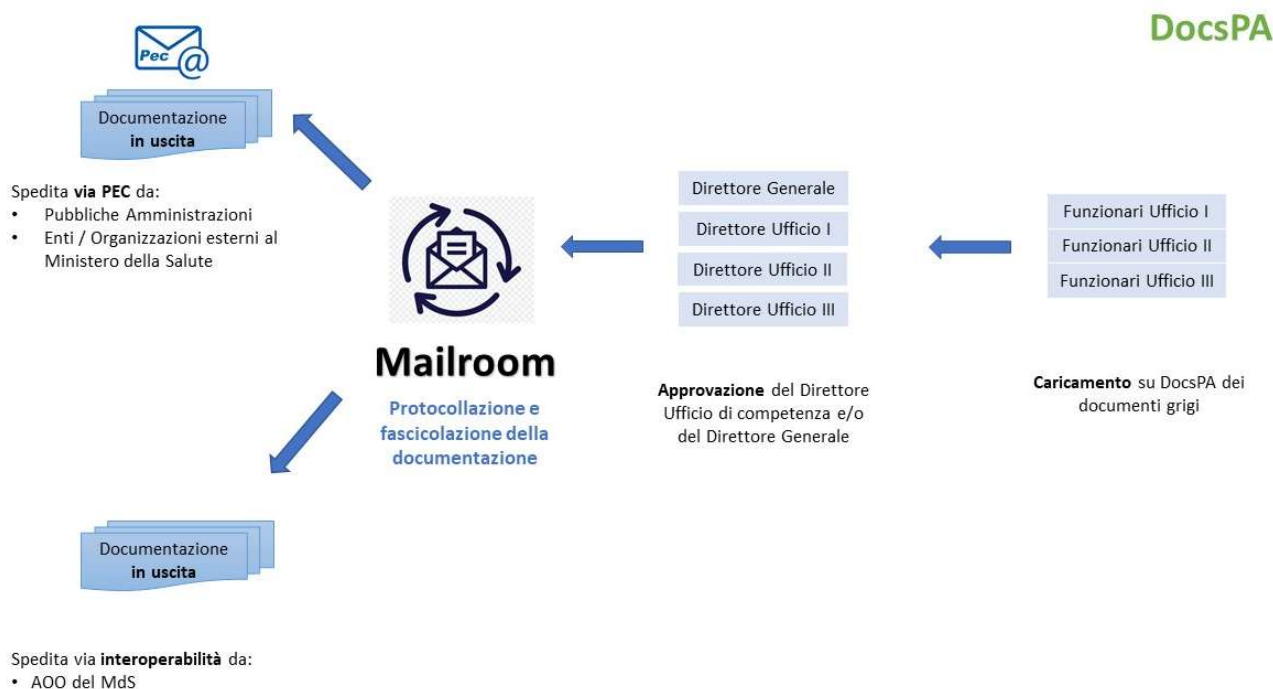 DocsPA
Pec
Documentazione
in uscita
Spedita via PEC da:
• Pubbliche Amministrazioni
• Enti / Organizzazioni esterni al
Ministero della Salute
Mailroom
Protocollazione e
fascicolazione della
documentazione
Direttore Generale
Direttore Ufficio I
Direttore Ufficio II
Direttore Ufficio III
Approvazione del Direttore
Ufficio di competenza e/o
del Direttore Generale
Funzionari Ufficio I
Funzionari Ufficio II
Funzionari Ufficio III
Caricamento su DocsPA dei
documenti grigi
Documentazione
in uscita
Spedita via interoperabilità da:
• AOO del MdS